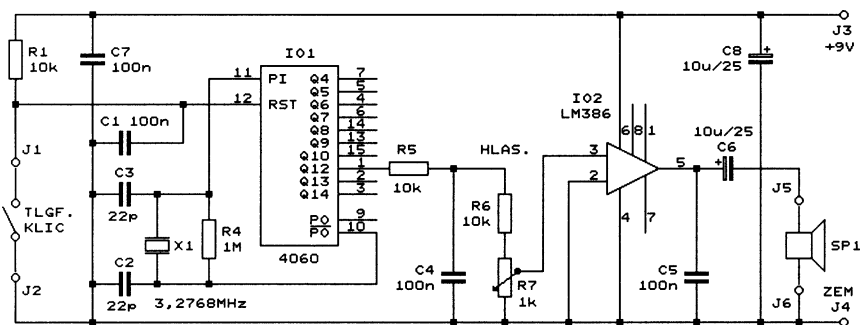 R1
10k
C7
100n
IO1
11
PI
12
RST
Q4
7
Q5
5
Q6
4
Q7
6
Q8
14
Q9
13
Q10
15
Q12
1
Q13
2
Q14
3
PO
9
PO
10
4060
C1 100n
J1
C3
22p
TLGF.
KLIC
X1
R4
1M
J2
C2
22p
3,2768MHz
R5
10k
HLAS.
R6
10k
C4
100n
R7
1k
IO2
LM386
6
8
1
3
2
5
4
7
10u/25
C6
C5
100n
C8
10u/25
J3
+9V
J5
SP1
J6
ZEM
J4